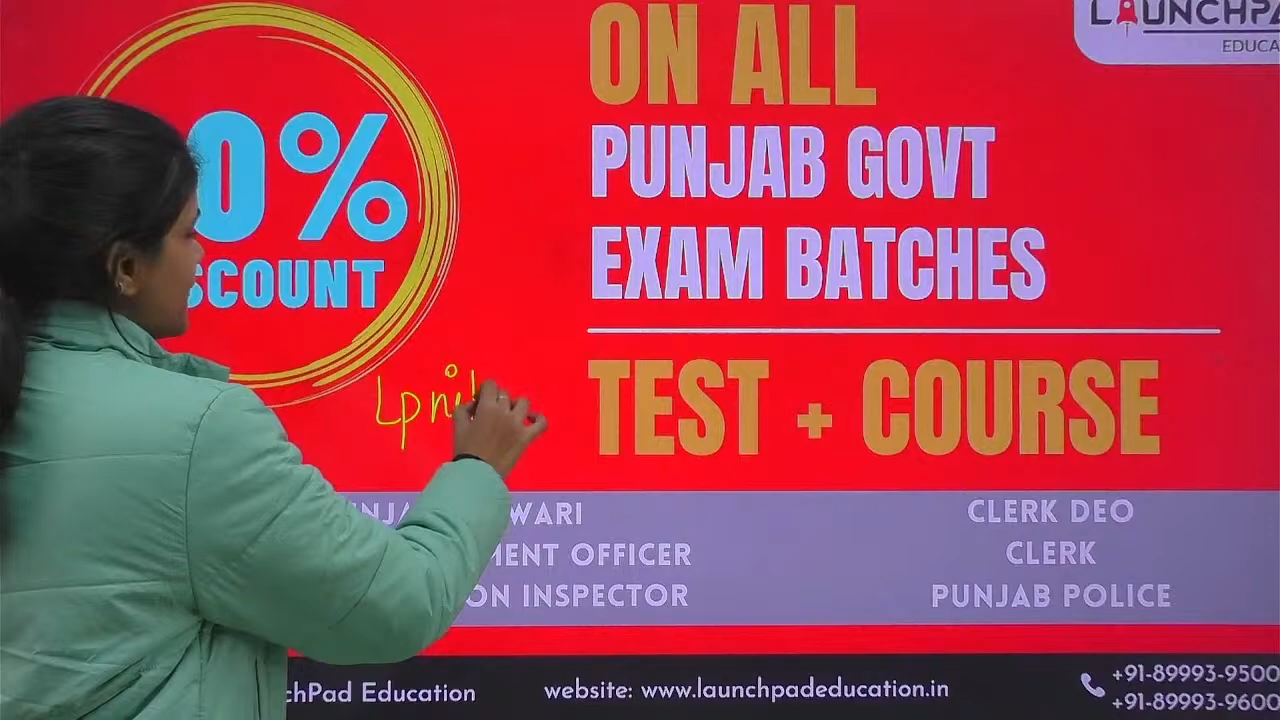 LAUNCHPA
EDUCA
0%
SCOUNT
ON ALL
PUNJAB GOVT
EXAM BATCHES
TEST + COURSE
WARI
CLERK DEO
MENT OFFICER
CLERK
ON INSPECTOR
PUNJAB POLICE
chPad Education
website: www.launchpadeducation.in
+91-89993-9500
+91-89993-9600